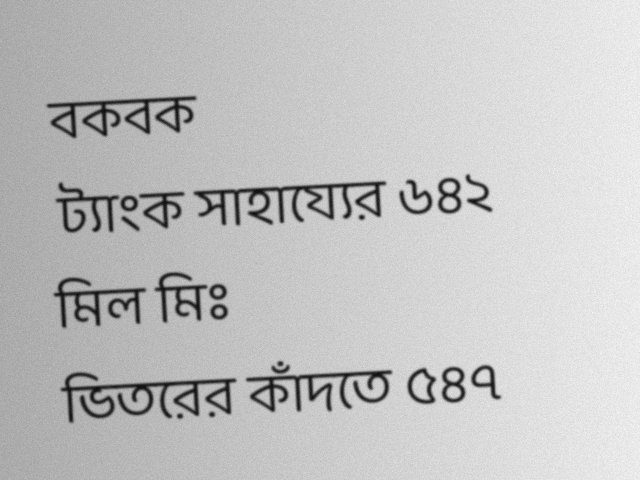 বকবক
ট্যাংক সাহায্যের ৬৪২
মিল মিঃ
ভিতরের কাঁদতে ৫৪৭